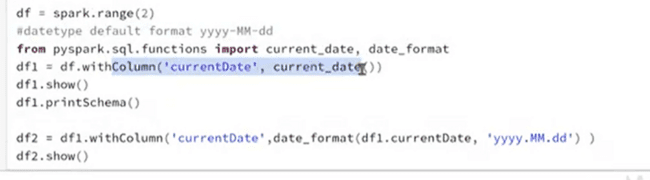 df = spark.range(2)
#datetype default format yyyy-MM-dd
from pyspark.sql.functions import current_date, date_format
df1 = df.withColumn('currentDate', current_date())
df1.show()
df1.printSchema()
df2 = df1.withColumn('currentDate',date_format(df1.currentDate, 'yyyy.MM.dd') )
df2.show()